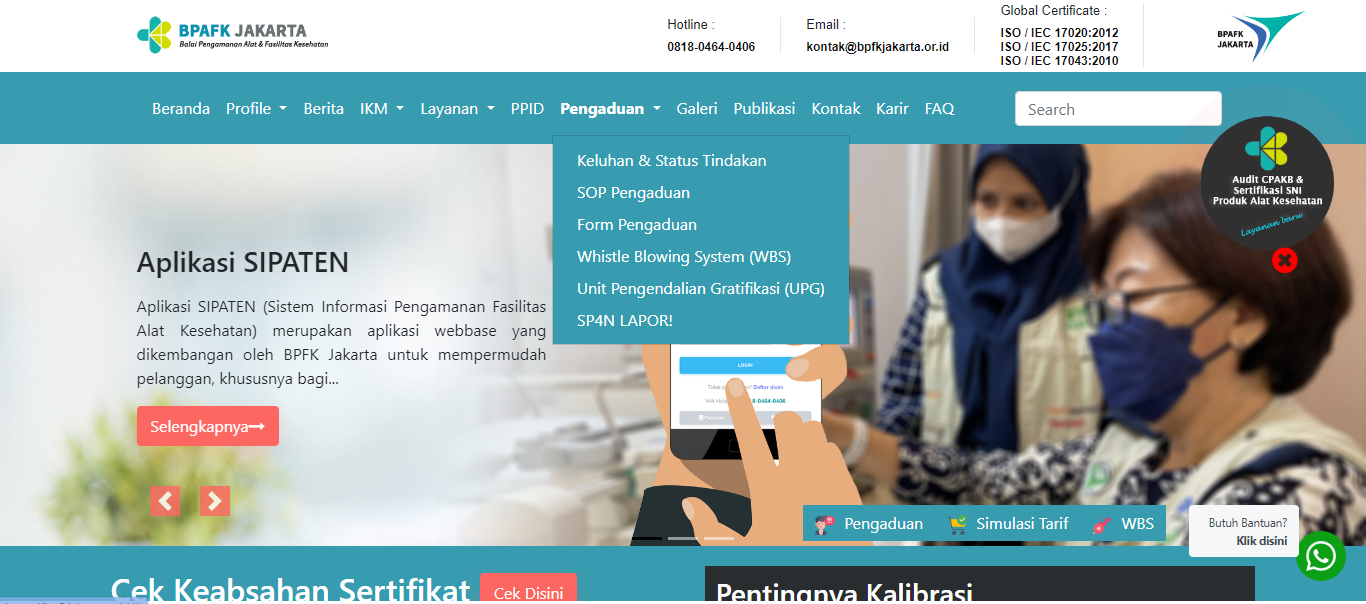 BPAFK JAKARTA
Balai Pengamanan Alat & Fasilitas Kesehatan
Hotline :
0818-0464-0406
Email :
kontak@bpfkjakarta.or.id
Global Certificate :
ISO / IEC 17020:2012
ISO / IEC 17025:2017
ISO / IEC 17043:2010
BPAFK
JAKARTA
Beranda Profile Berita IKM Layanan PPID Pengaduan Galeri Publikasi Kontak Karir FAQ Search
Keluhan & Status Tindakan
SOP Pengaduan
Form Pengaduan
Whistle Blowing System (WBS)
Unit Pengendalian Gratifikasi (UPG)
SP4N LAPOR!
Audit CPAKB &
Sertifikasi SNI
Produk Alat Kesehatan
Layanan baru
Aplikasi SIPATEN
Aplikasi SIPATEN (Sistem Informasi Pengamanan Fasilitas
Alat Kesehatan) merupakan aplikasi webbase yang
dikembangan oleh BPFK Jakarta untuk mempermudah
pelanggan, khususnya bagi...
Selengkapnya
LOGIN
Tidak Daftar disini
WA Help 8-0464-0406
Pengaduan Simulasi Tarif WBS
Butuh Bantuan?
Klik disini
Cek Keabsahan Sertifikat Cek Disini
Pentingnya Kalibrasi